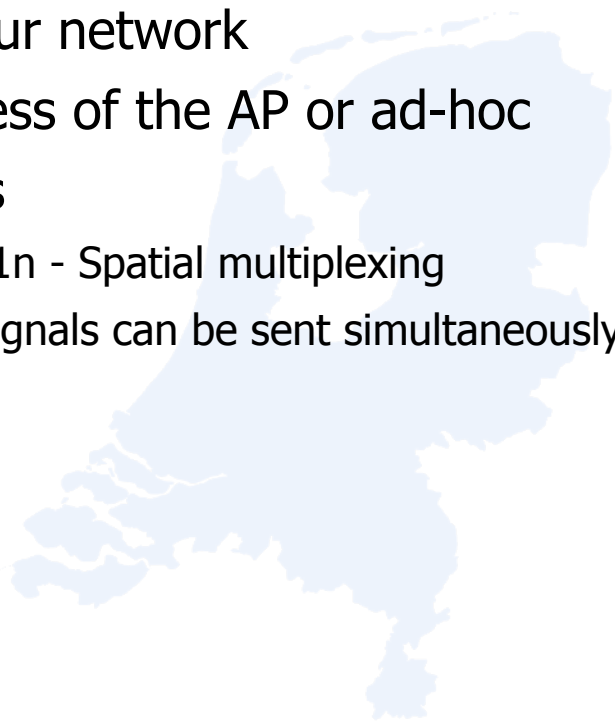 ur network
ess of the AP or ad-hoc
s
1n - Spatial multiplexing
gnals can be sent simultaneously